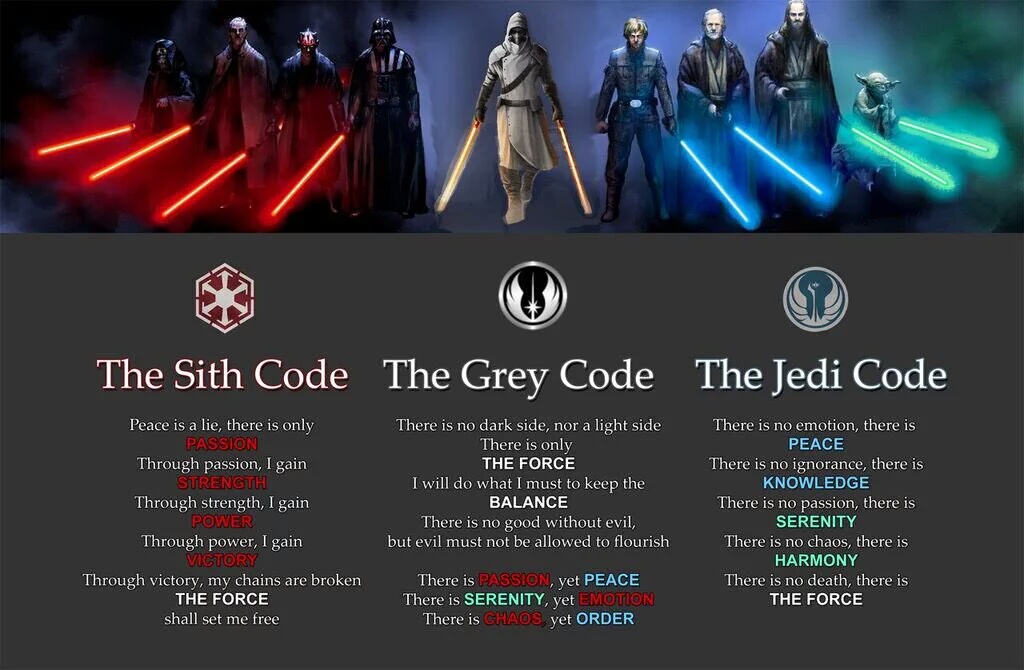 The Sith Code
Peace is a lie, there is only
PASSION
Through passion, I gain
STRENGTH
Through strength, I gain
POWER
Through power, I gain
VICTORY
Through victory, my chains are broken
THE FORCE
shall set me free
The Grey Code
There is no dark side, nor a light side
There is only
THE FORCE
I will do what I must to keep the
BALANCE
There is no good without evil,
but evil must not be allowed to flourish
There is PASSION, yet PEACE
There is SERENITY, yet EMOTION
There is CHAOS, yet ORDER
The Jedi Code
There is no emotion, there is
PEACE
There is no ignorance, there is
KNOWLEDGE
There is no passion, there is
SERENITY
There is no chaos, there is
HARMONY
There is no death, there is
THE FORCE